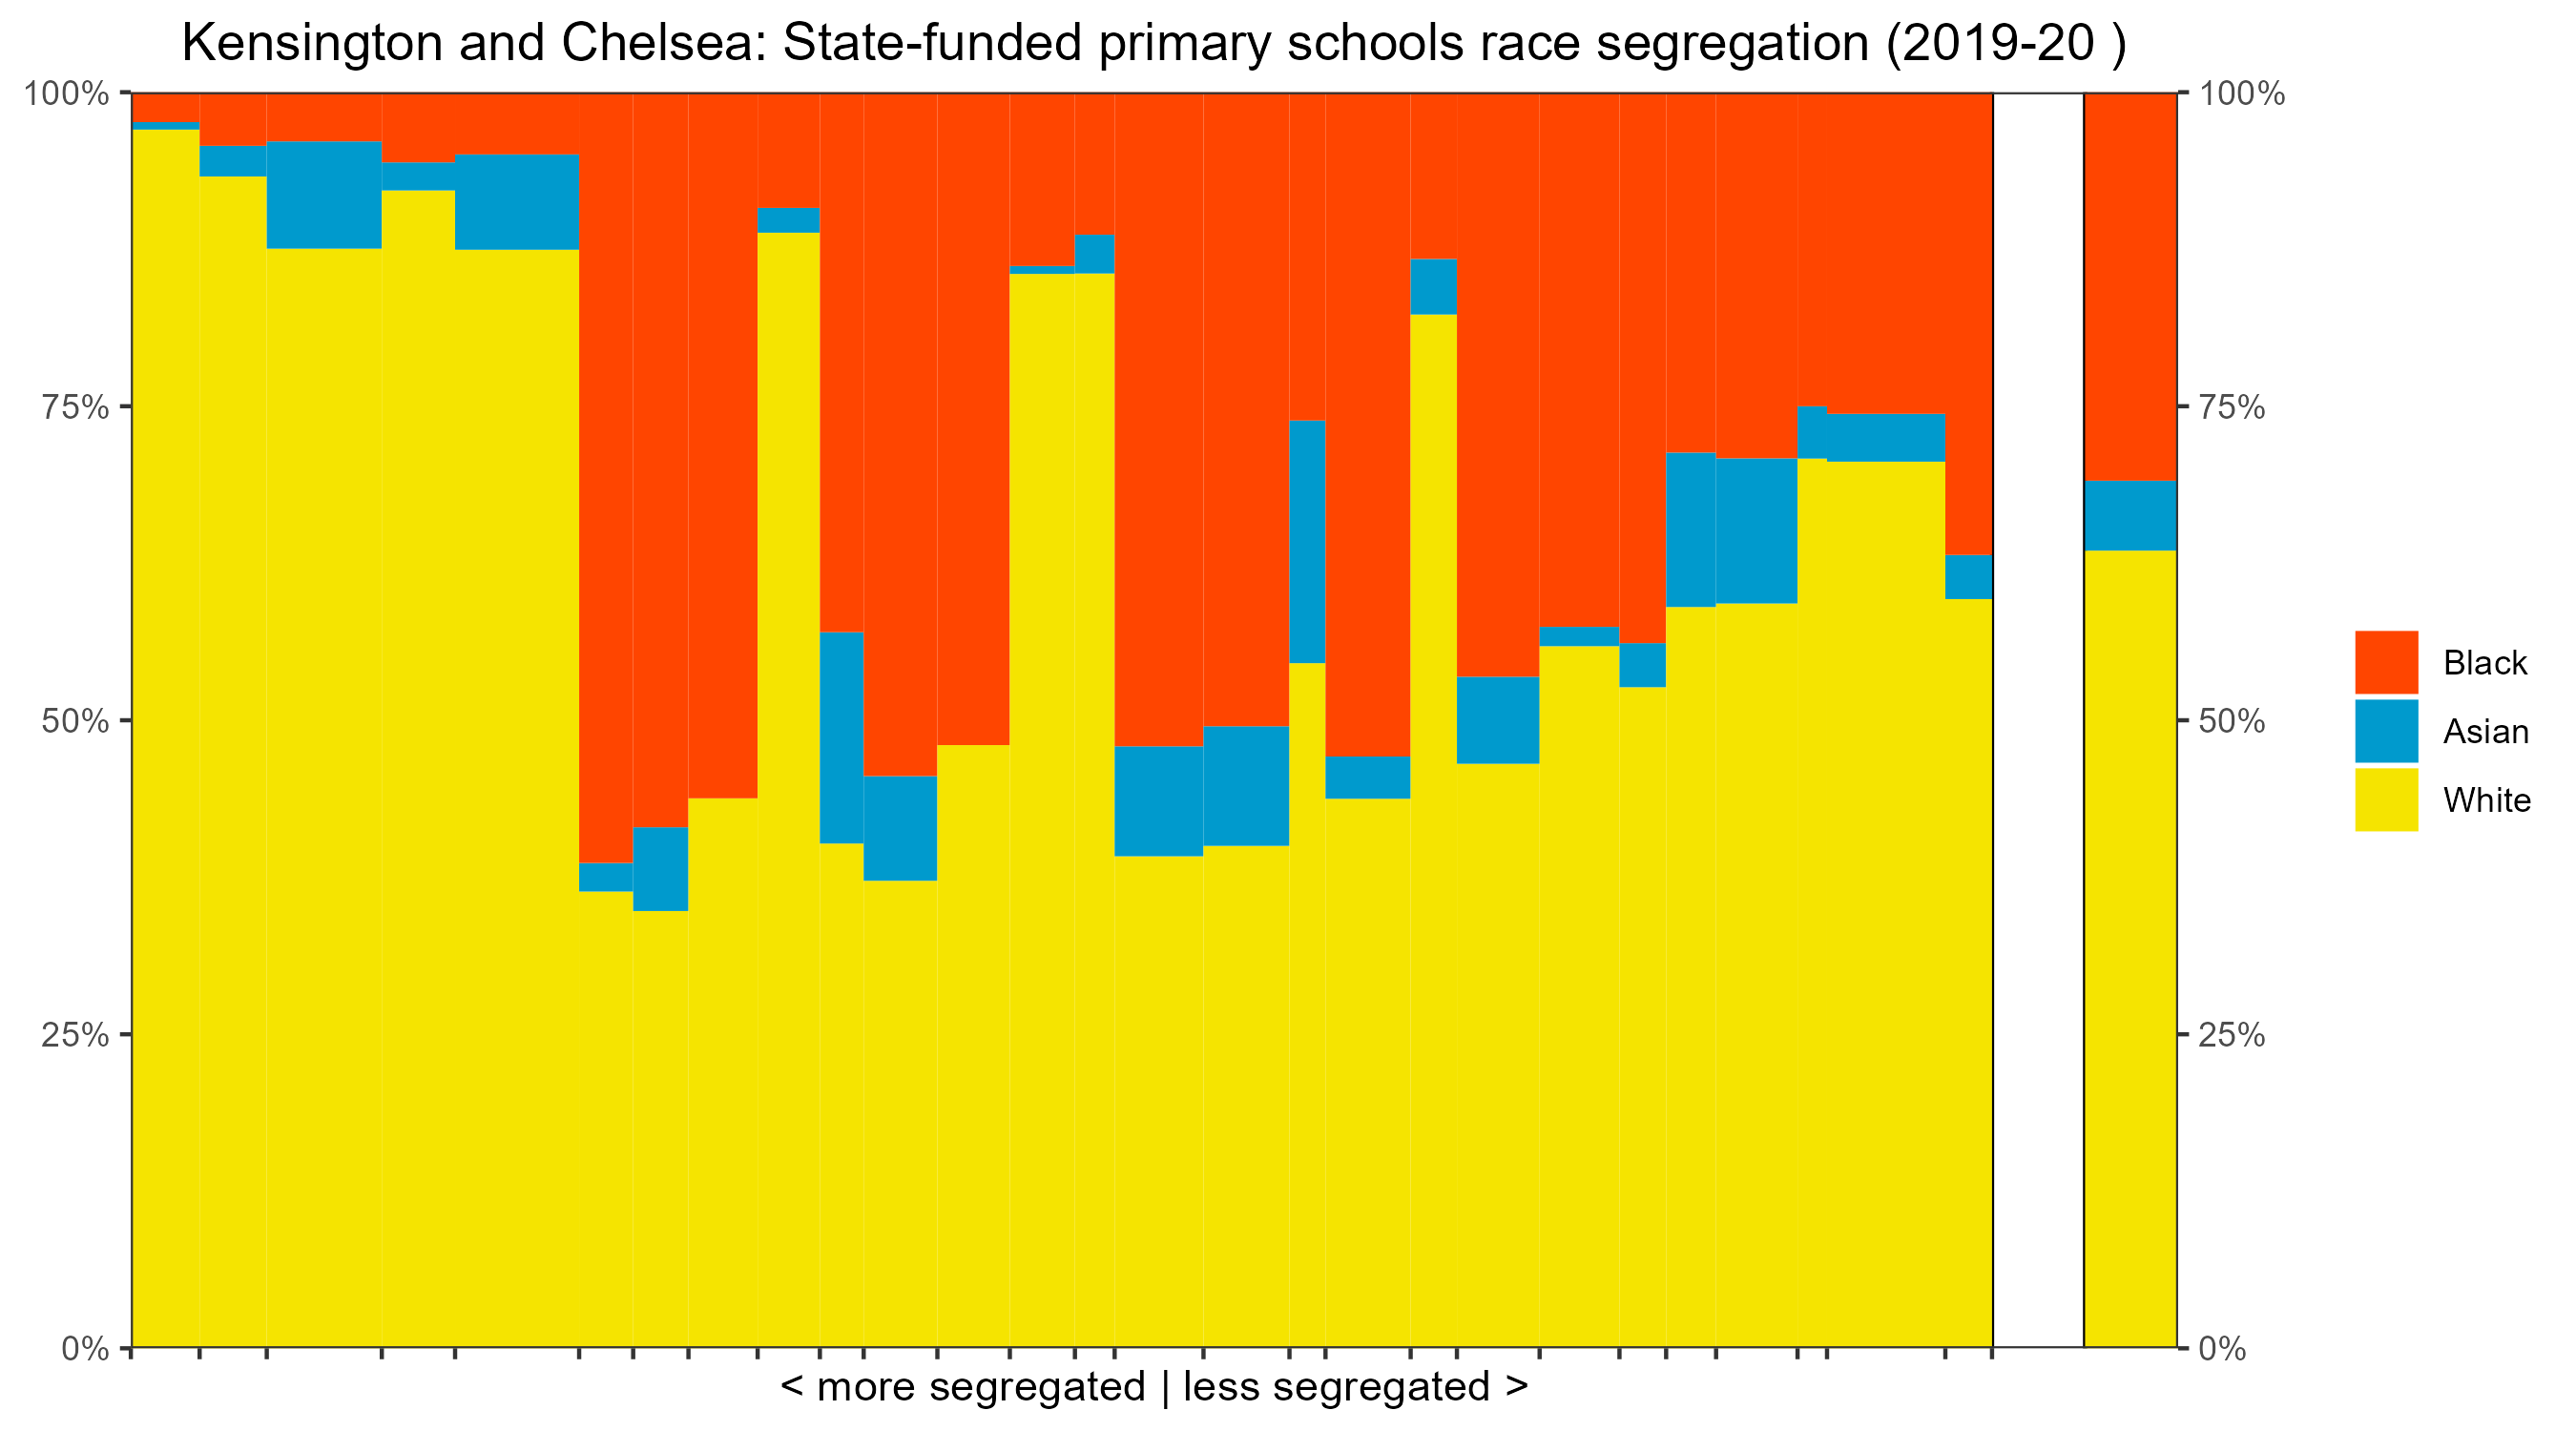 Kensington and Chelsea: State-funded primary schools race segregation (2019-20 )
100%
75%
50%
25%
0%
100%
75%
50%
25%
0%
Black
Asian
White
< more segregated | less segregated >